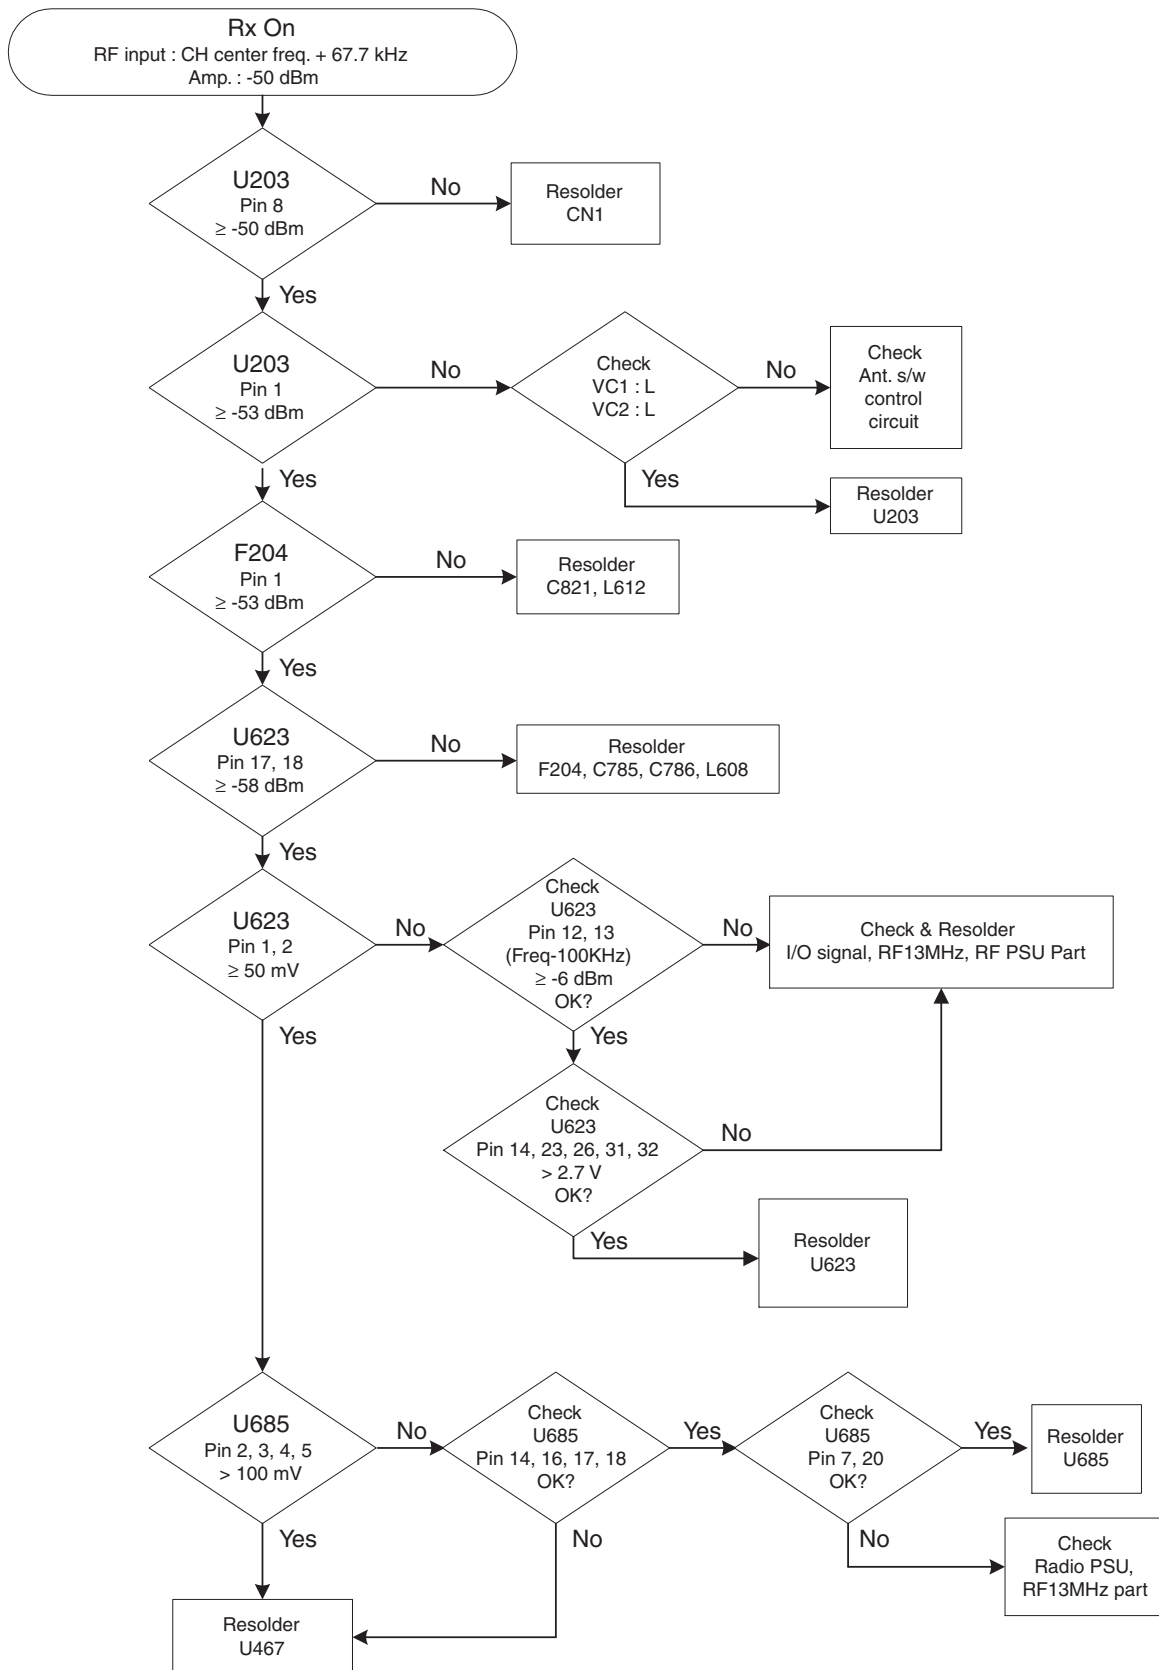 Rx On
RF input : CH center freq. + 67.7 kHz
Amp. : -50 dBm
U203
Pin 8
≥ -50 dBm
No
Resolder
CN1
Yes
U203
Pin 1
≥ -53 dBm
No
Check
VC1 : L
VC2 : L
No
Check
Ant. s/w
control
circuit
Yes
Resolder
U203
Yes
F204
Pin 1
≥ -53 dBm
No
Resolder
C821, L612
Yes
U623
Pin 17, 18
≥ -58 dBm
No
Resolder
F204, C785, C786, L608
Yes
U623
Pin 1, 2
≥ 50 mV
No
Check
U623
Pin 12, 13
(Freq-100KHz)
≥ -6 dBm
OK?
No
Check & Resolder
I/O signal, RF13MHz, RF PSU Part
Yes
Yes
Check
U623
Pin 14, 23, 26, 31, 32
> 2.7 V
OK?
No
Yes
Resolder
U623
U685
Pin 2, 3, 4, 5
> 100 mV
No
Check
U685
Pin 14, 16, 17, 18
OK?
Yes
Check
U685
Pin 7, 20
OK?
Yes
Resolder
U685
Yes
No
No
Check
Radio PSU,
RF13MHz part
Resolder
U467